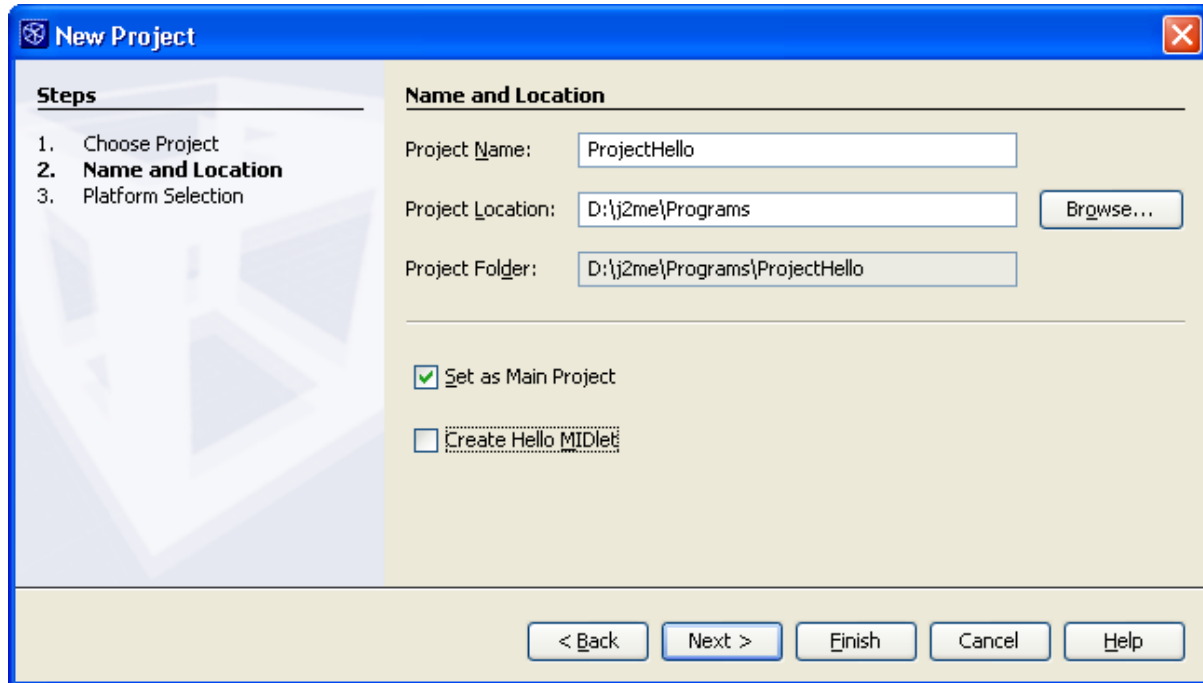 New Project
Steps
1. Choose Project
2. Name and Location
3. Platform Selection
Name and Location
Project Name: ProjectHello
Project Location: D:\j2me\Programs Browse...
Project Folder: D:\j2me\Programs\ProjectHello
Set as Main Project
Create Hello MIDlet
< Back Next > Finish Cancel Help